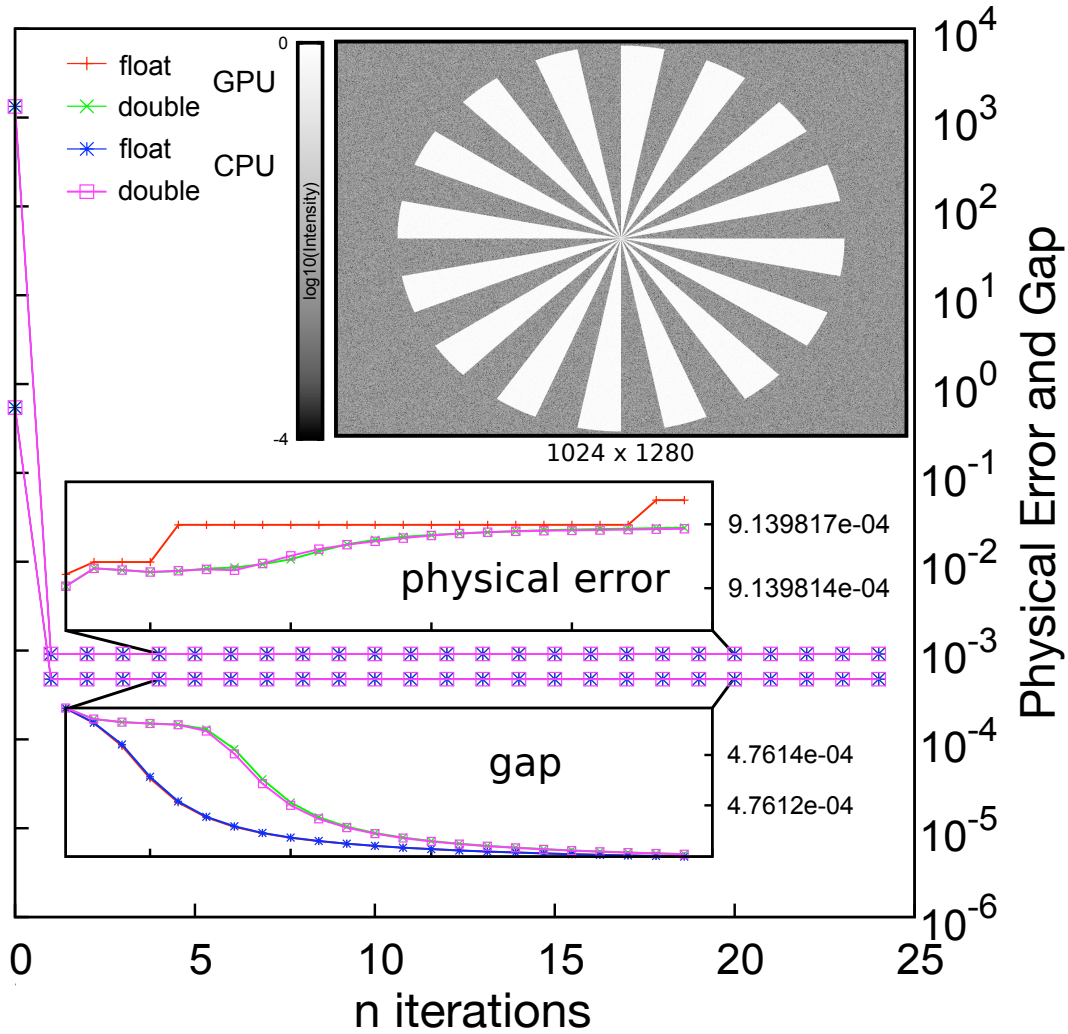 float
GPU
double
float
CPU
double
0
log10(Intensity)
-4
1024 x 1280
10^4
10^3
10^2
10^1
10^0
10^-1
10^-2
10^-3
10^-4
10^-5
10^-6
Physical Error and Gap
9.139817e-04
9.139814e-04
physical error
gap
4.7614e-04
4.7612e-04
0 5 10 15 20 25
n iterations